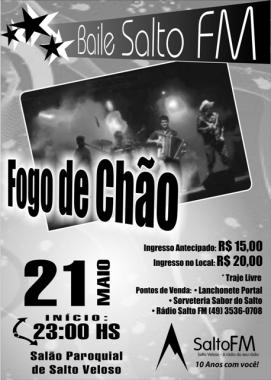 Baile Salto FM
Fogo de Chão
Ingresso Antecipado: R$ 15,00
Ingresso no Local: R$ 20,00
* Traje Livre
Pontos de Venda: • Lanchonete Portal
• Serveteria Sabor do Salto
• Rádio Salto FM (49) 3536-0708
21 MAIO
INÍCIO:
23:00 HS
Salão Paroquial
de Salto Veloso
SaltoFM
10 Anos com você!